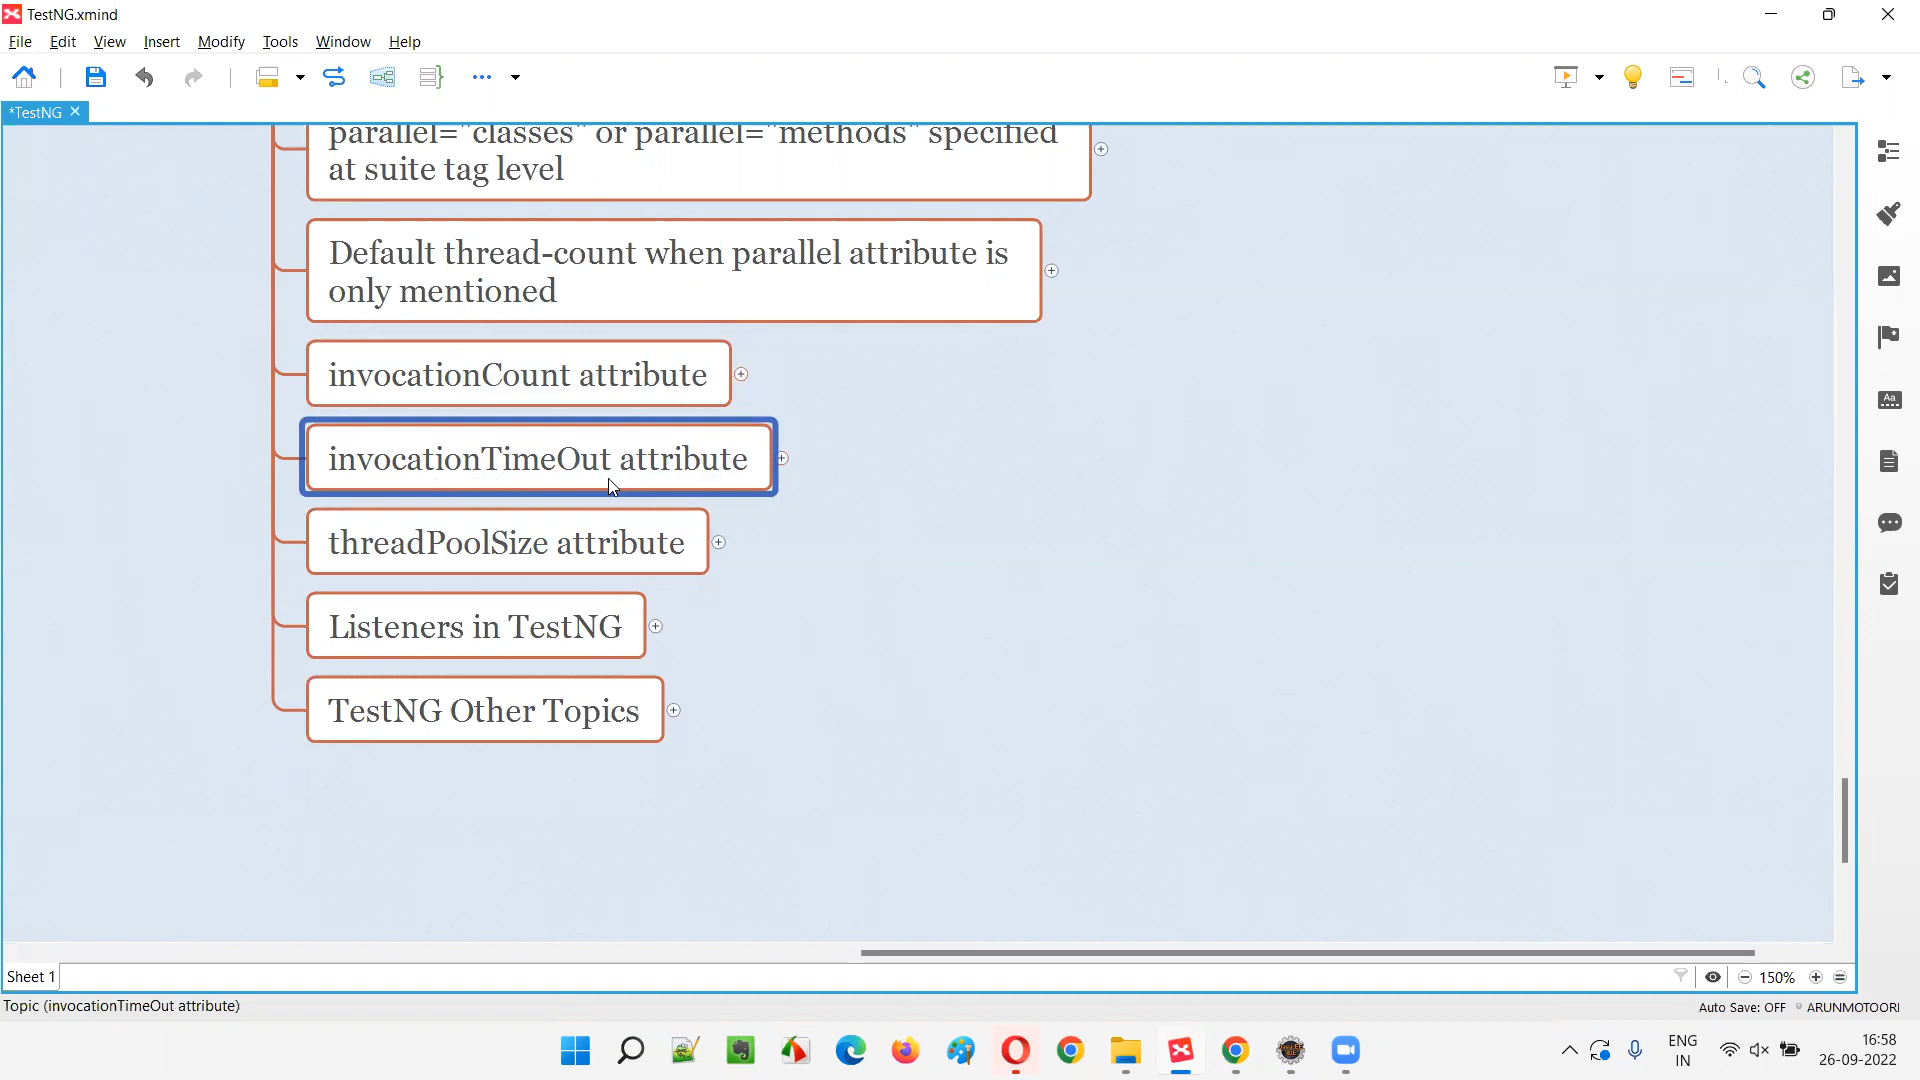 TestNG.xmind
File Edit View Insert Modify Tools Window Help
*TestNG
parallel="classes" or parallel="methods" specified
at suite tag level
Default thread-count when parallel attribute is
only mentioned
invocationCount attribute
invocationTimeOut attribute
threadPoolSize attribute
Listeners in TestNG
TestNG Other Topics
Aa
Sheet 1
150%
Topic (invocationTimeOut attribute)
Auto Save: OFF ARUNMOTOORI
ENG
IN
16:58
26-09-2022